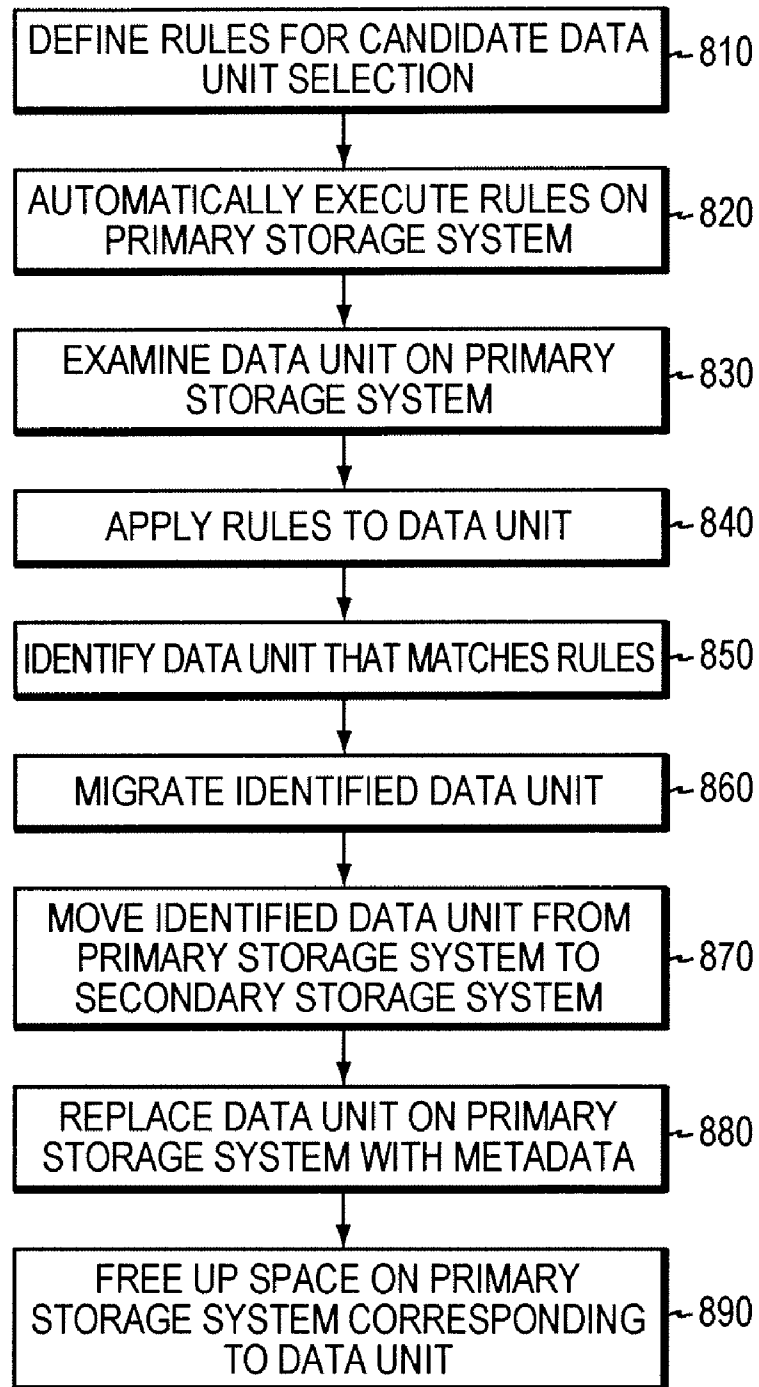 DEFINE RULES FOR CANDIDATE DATA
UNIT SELECTION
810
AUTOMATICALLY EXECUTE RULES ON
PRIMARY STORAGE SYSTEM
820
EXAMINE DATA UNIT ON PRIMARY
STORAGE SYSTEM
830
APPLY RULES TO DATA UNIT
840
IDENTIFY DATA UNIT THAT MATCHES RULES
850
MIGRATE IDENTIFIED DATA UNIT
860
MOVE IDENTIFIED DATA UNIT FROM
PRIMARY STORAGE SYSTEM TO
SECONDARY STORAGE SYSTEM
870
REPLACE DATA UNIT ON PRIMARY
STORAGE SYSTEM WITH METADATA
880
FREE UP SPACE ON PRIMARY
STORAGE SYSTEM CORRESPONDING
TO DATA UNIT
890